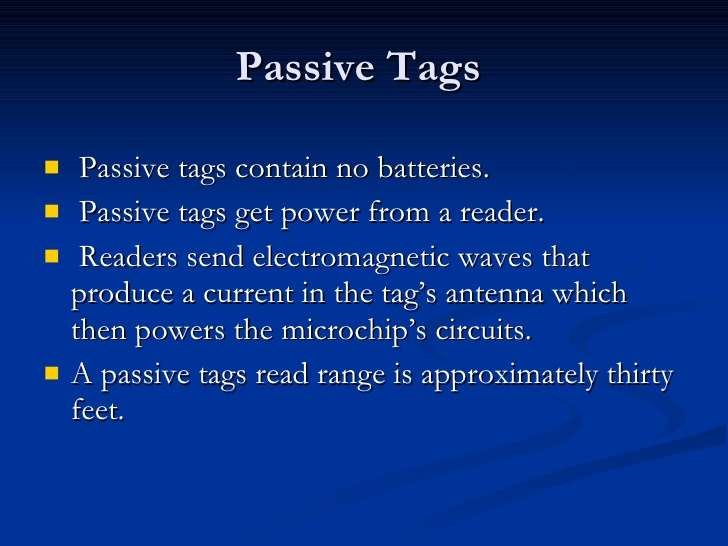 Passive Tags
Passive tags contain no batteries.
Passive tags get power from a reader.
Readers send electromagnetic waves that
produce a current in the tag’s antenna which
then powers the microchip’s circuits.
A passive tags read range is approximately thirty
feet.